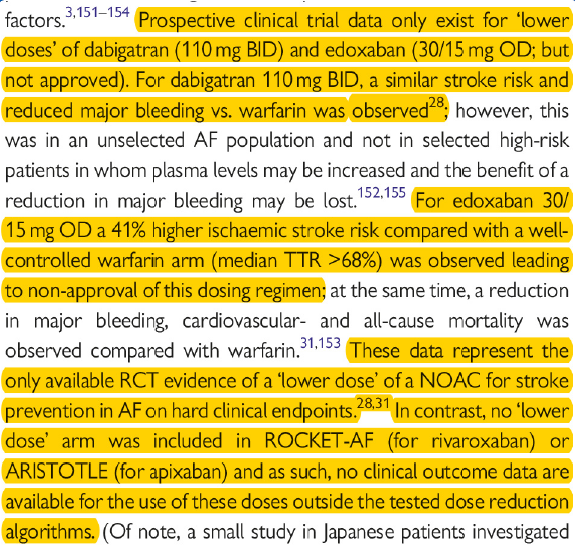 factors.3,151–154 Prospective clinical trial data only exist for ‘lower
doses’ of dabigatran (110 mg BID) and edoxaban (30/15 mg OD; but
not approved). For dabigatran 110 mg BID, a similar stroke risk and
reduced major bleeding vs. warfarin was observed28; however, this
was in an unselected AF population and not in selected high-risk
patients in whom plasma levels may be increased and the benefit of a
reduction in major bleeding may be lost.152,155 For edoxaban 30/
15 mg OD a 41% higher ischaemic stroke risk compared with a well-
controlled warfarin arm (median TTR >68%) was observed leading
to non-approval of this dosing regimen; at the same time, a reduction
in major bleeding, cardiovascular- and all-cause mortality was
observed compared with warfarin.31,153 These data represent the
only available RCT evidence of a ‘lower dose’ of a NOAC for stroke
prevention in AF on hard clinical endpoints.28,31 In contrast, no ‘lower
dose’ arm was included in ROCKET-AF (for rivaroxaban) or
ARISTOTLE (for apixaban) and as such, no clinical outcome data are
available for the use of these doses outside the tested dose reduction
algorithms. (Of note, a small study in Japanese patients investigated